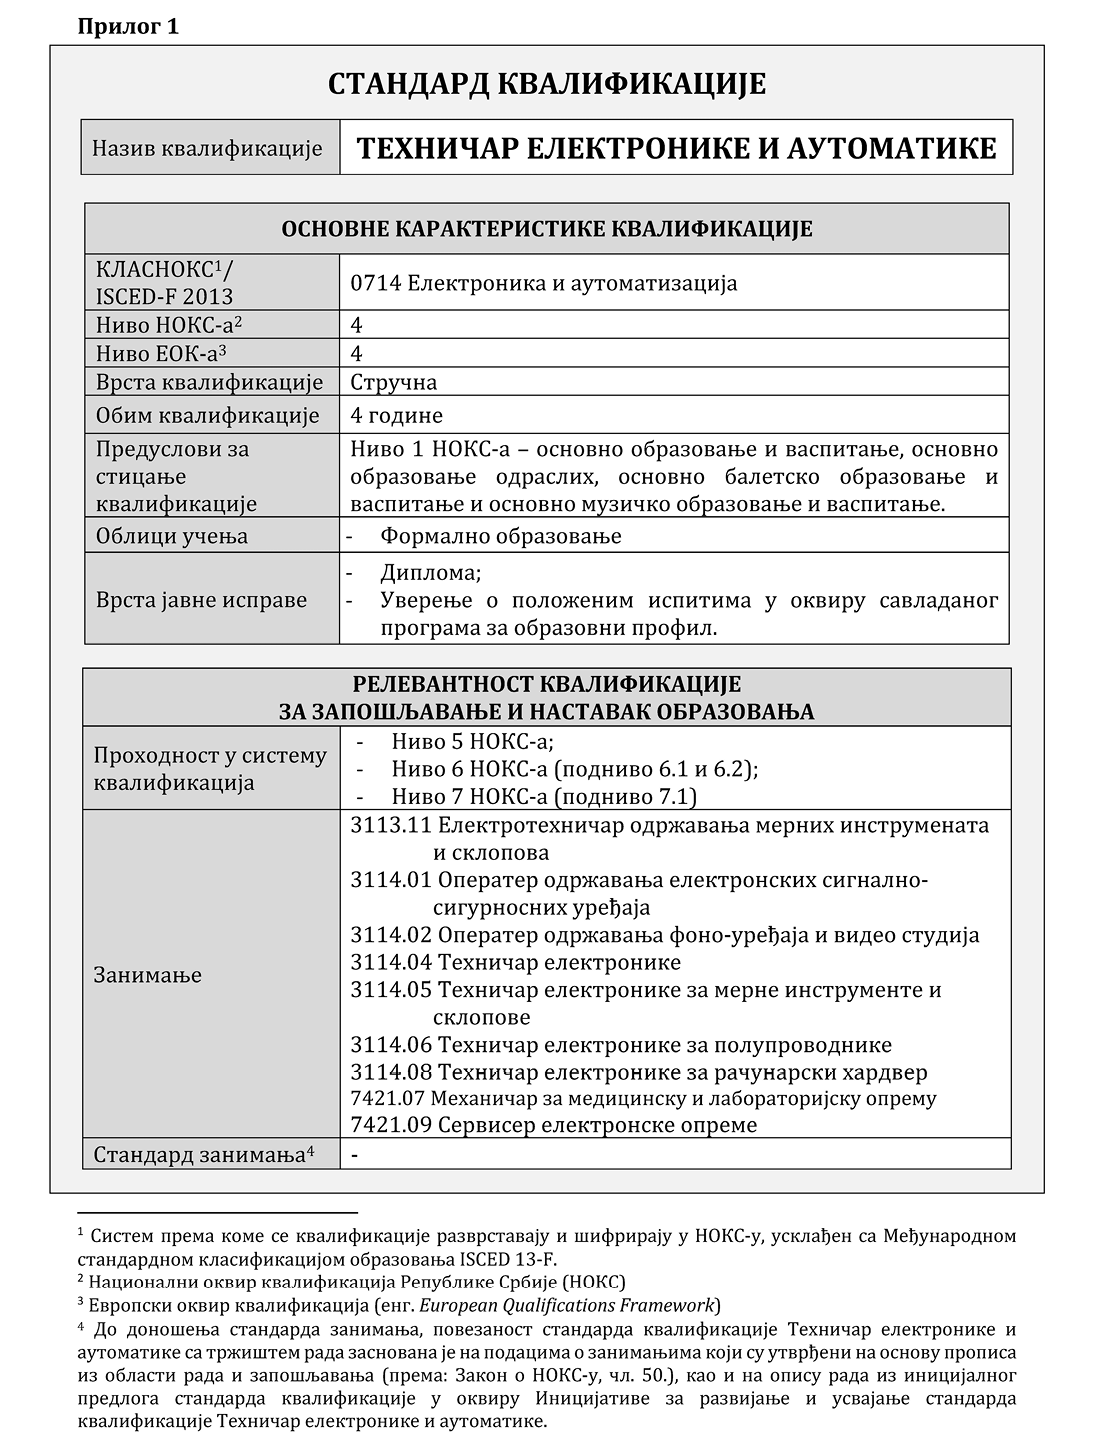 Прилог 1
СТАНДАРД КВАЛИФИКАЦИЈЕ
Назив квалификације
ТЕХНИЧАР ЕЛЕКТРОНИКЕ И АУТОМАТИКЕ
ОСНОВНЕ КАРАКТЕРИСТИКЕ КВАЛИФИКАЦИЈЕ
КЛАСНОКС¹/
ISCED-F 2013
0714 Електроника и аутоматизација
Ниво НОКС-а²
4
Ниво ЕОК-а³
4
Врста квалификације
Стручна
Обим квалификације
4 године
Предуслови за
стицање
квалификације
Ниво 1 НОКС-а – основно образовање и васпитање, основно
образовање одраслих, основно балетско образовање и
васпитање и основно музичко образовање и васпитање.
Облици учења
- Формално образовање
Врста јавне исправе
- Диплома;
- Уверење о положеним испитима у оквиру савладаног
програма за образовни профил.
РЕЛЕВАНТНОСТ КВАЛИФИКАЦИЈЕ
ЗА ЗАПОШЉАВАЊЕ И НАСТАВАК ОБРАЗОВАЊА
Проходност у систему
квалификација
- Ниво 5 НОКС-а;
- Ниво 6 НОКС-а (подниво 6.1 и 6.2);
- Ниво 7 НОКС-а (подниво 7.1)
Занимање
3113.11 Електротехничар одржавања мерних инструмената
и склопова
3114.01 Оператер одржавања електронских сигнално-
сигурносних уређаја
3114.02 Оператер одржавања фоно-уређаја и видео студија
3114.04 Техничар електронике
3114.05 Техничар електронике за мерне инструменте и
склопове
3114.06 Техничар електронике за полупроводнике
3114.08 Техничар електронике за рачунарски хардвер
7421.07 Механичар за медицинску и лабораторијску опрему
7421.09 Сервисер електронске опреме
Стандард занимања⁴
-
¹ Систем према коме се квалификације разврставају и шифрирају у НОКС-у, усклађен са Међународном
стандардном класификацијом образовања ISCED 13-F.
² Национални оквир квалификација Републике Србије (НОКС)
³ Европски оквир квалификација (енг. European Qualifications Framework)
⁴ До доношења стандарда занимања, повезаност стандарда квалификације Техничар електронике и
аутоматике са тржиштем рада заснована је на подацима о занимањима који су утврђени на основу прописа
из области рада и запошљавања (према: Закон о НОКС-у, чл. 50.), као и на опису рада из иницијалног
предлога стандарда квалификације у оквиру Иницијативе за развијање и усвајање стандарда
квалификације Техничар електронике и аутоматике.